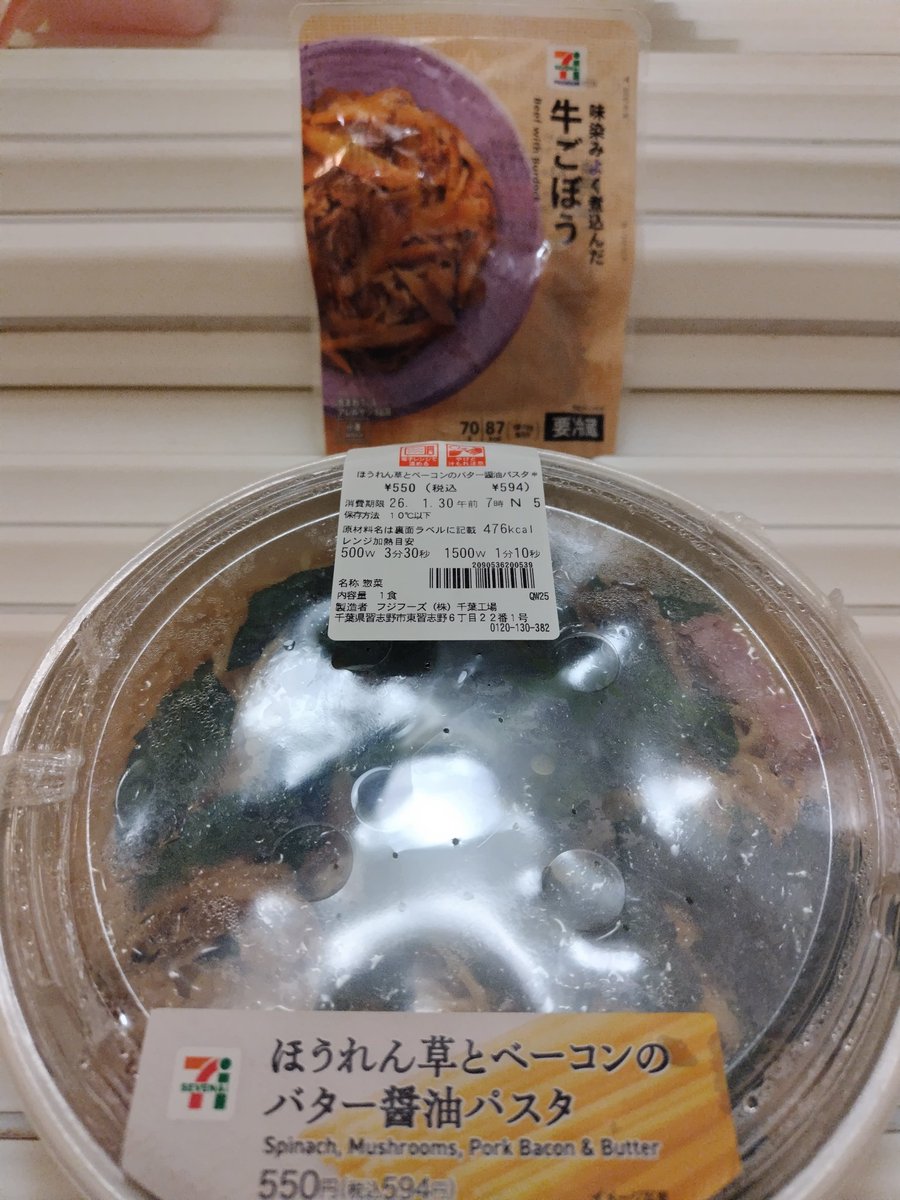 味染みよく煮込んだ
牛ごぼう
Beef with Burdock
70 87
要冷蔵
ほうれん草とベーコンのバター醤油パスタ*
¥550 (税込 ¥594)
消費期限 26. 1.30 午前 7時 N 5
保存方法 10℃以下
原材料名は裏面ラベルに記載 476kcal
レンジ加熱目安
500W 3分30秒 1500W 1分10秒
2090536200539
名称 惣菜
内容量 1食 QW25
製造者 フジフーズ(株)千葉工場
千葉県習志野市東習志野6丁目22番1号
0120-130-382
SEVEN
ほうれん草とベーコンの
バター醤油パスタ
Spinach, Mushrooms, Pork Bacon & Butter
550円(税込594円)